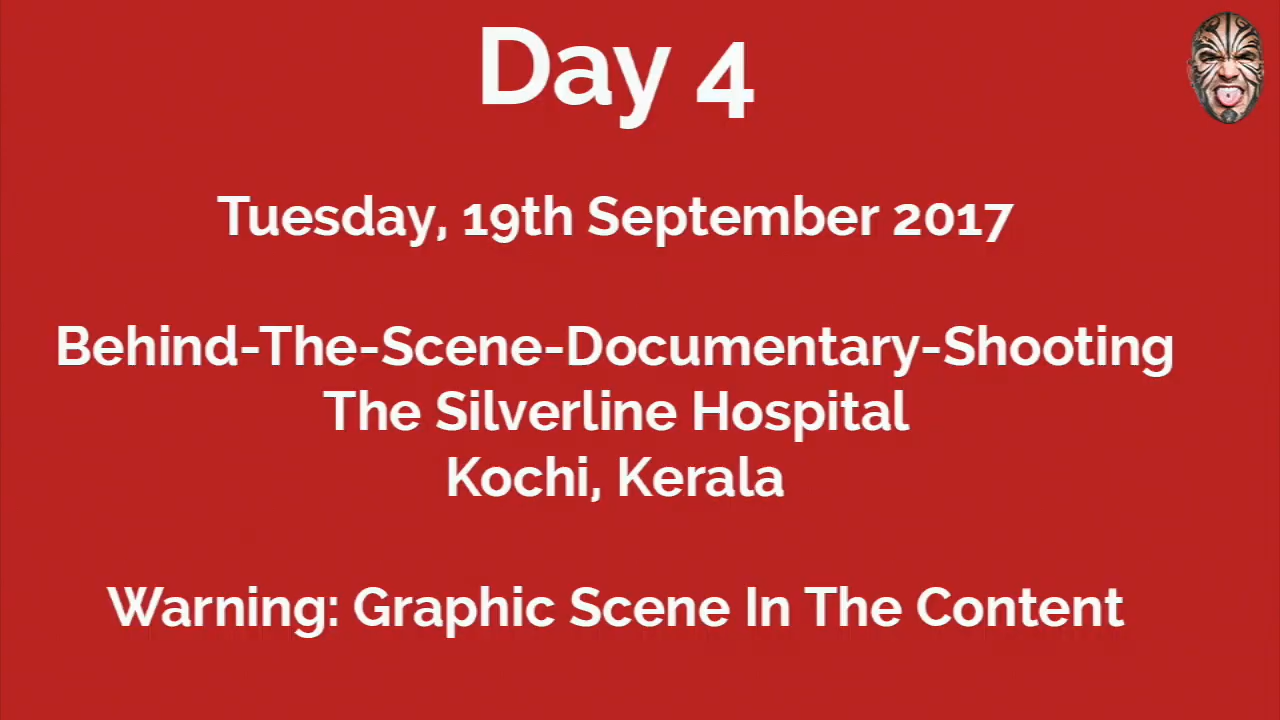 Day 4
Tuesday, 19th September 2017
Behind-The-Scene-Documentary-Shooting
The Silverline Hospital
Kochi, Kerala
Warning: Graphic Scene In The Content